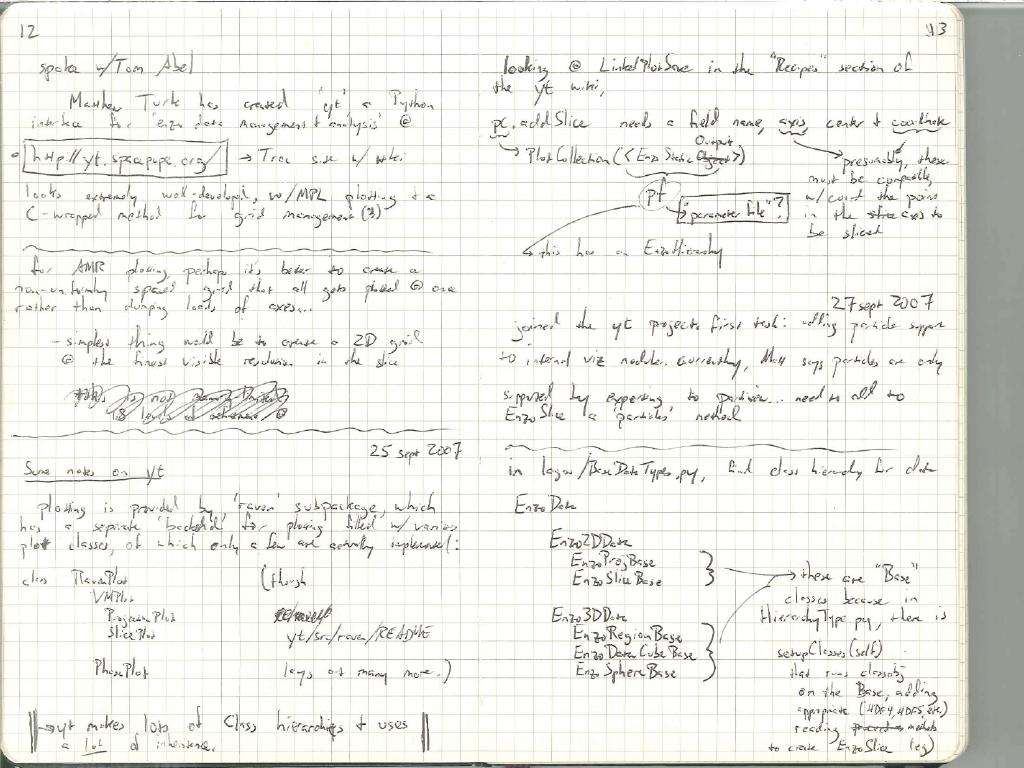 12
spoke w/Tom Abel
Matthew Turk has created 'yt' a Python
interface for 'enzo data management & analysis' @
http://yt.spacepope.org/ → Trac site w/ wiki
looks extremely well-developed, w/MPL plotting & a
C-wrapped method for grid management (?)
for AMR plotting perhaps it's better to create a
non-uniformly spaced grid that all gets plotted @ once
rather than dumping loads of axes...
- simplest thing would be to create a 2D grid
@ the finest visible resolution in the slice
25 sept 2007
Some notes on yt
plotting is provided by 'raven' subpackage, which
has a separate 'backend' for plotting filled w/ various
plot classes, of which only a few are actually implemented:
class RavenPlot (though
VMPlot
ProjectionPlot
SlicePlot yt/src/raven/README
PhasePlot lays out many more.)
→ yt makes lots of Class hierarchies & uses
a lot of inheritance.
13
looking @ LinkedPlotSave in the "Recipes" section of
the yt wiki,
pc.addSlice needs a field name, axis, center & coordinate
Output
→ PlotCollection(<EnzoStatic Object>)
presumably, these
must be compatible,
w/ coord the point
in the slice axes to
be sliced
pf
→ "parameter file"?
this has an EnzoHierarchy
27 sept 2007
joined the yt projects first task: adding particle support
to internal viz module. currently, Matt says particles are only
supported by exporting to partiview... need to add to
EnzoSlice a 'particles' method
in lagos/BaseDataTypes.py, find class hierarchy for data
EnzoData
Enzo2DData
EnzoProjBase
EnzoSliceBase
Enzo3DData
EnzoRegionBase
EnzoDataCubeBase
EnzoSphereBase
→ these are "Base"
classes because in
HierarchyType.py, there is
setupClasses(self)
that runs classobj
on the Base, adding
appropriate (HDF4, HDF5, etc)
reading methods
to create EnzoSlice (eg)